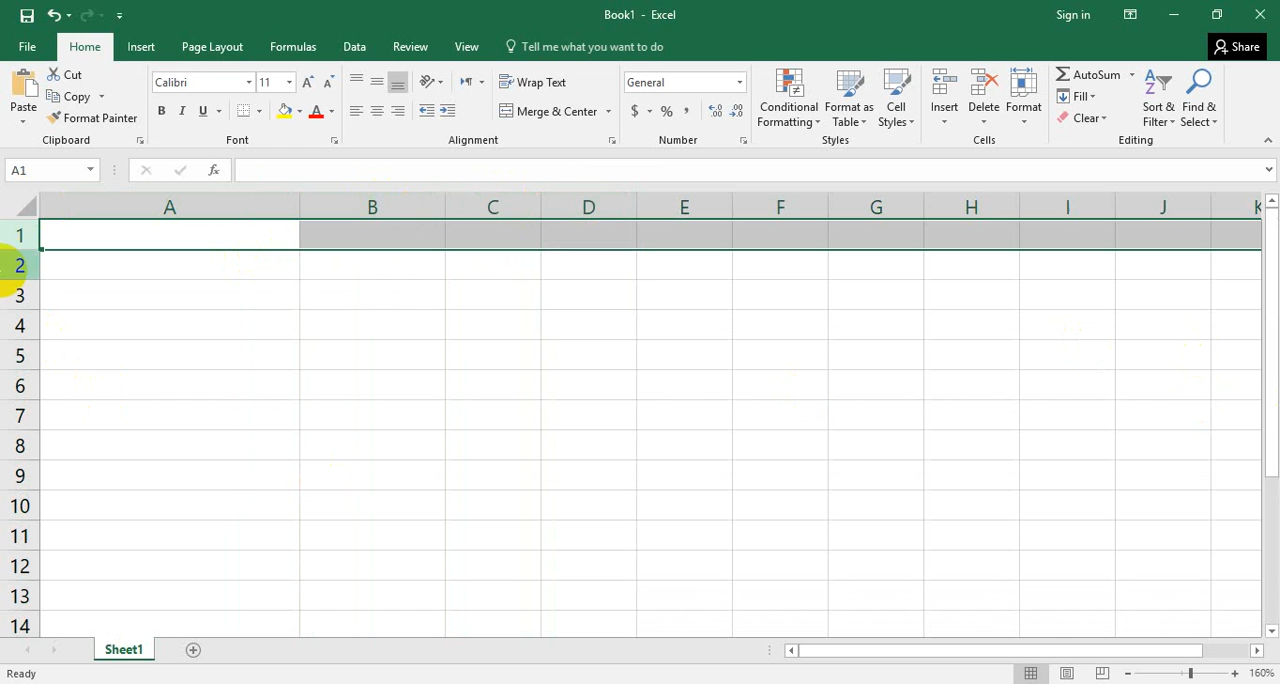 Book1 - Excel
Sign in
File Home Insert Page Layout Formulas Data Review View Tell me what you want to do Share
Paste
Cut
Copy
Format Painter
Clipboard
Calibri 11
B I U A
Font
Wrap Text
Merge & Center
Alignment
General
$ % ,
Number
Conditional Formatting
Format as Table
Cell Styles
Styles
Insert
Delete
Format
Cells
AutoSum
Fill
Clear
Sort & Filter
Find & Select
Editing
A1 fx
A B C D E F G H I J K
1
2
3
4
5
6
7
8
9
10
11
12
13
14
Sheet1
Ready 160%